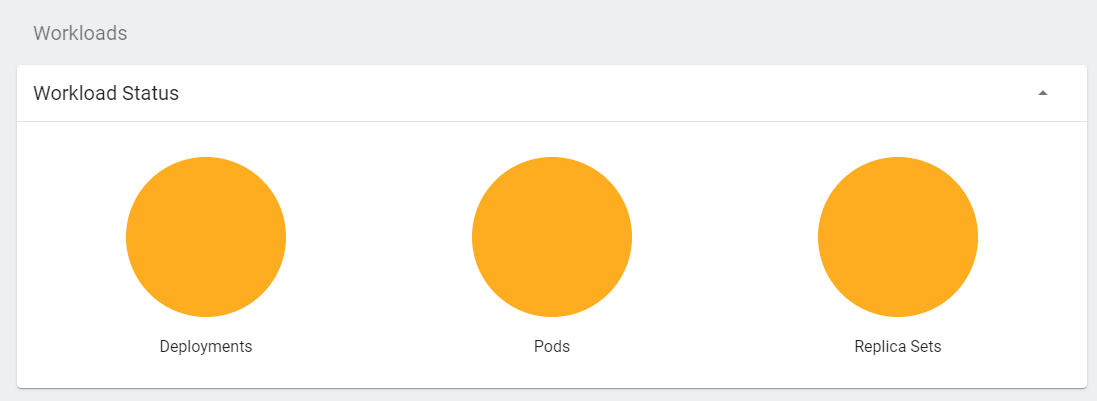 Workloads
Workload Status
Deployments
Pods
Replica Sets